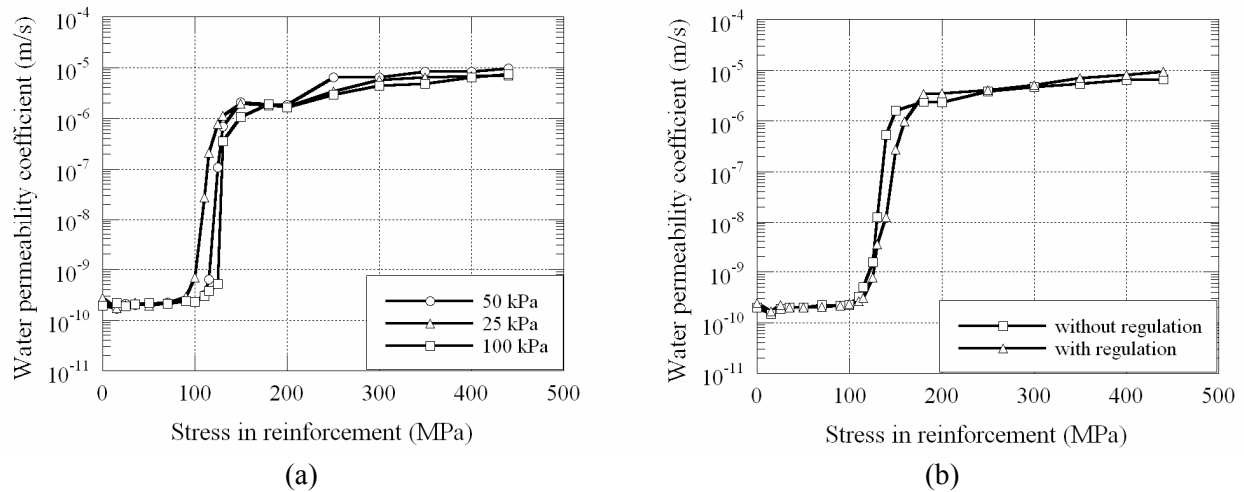 Water permeability coefficient (m/s)
10⁻⁴
10⁻⁵
10⁻⁶
10⁻⁷
10⁻⁸
10⁻⁹
10⁻¹⁰
10⁻¹¹
50 kPa
25 kPa
100 kPa
0 100 200 300 400 500
Stress in reinforcement (MPa)
(a)
Water permeability coefficient (m/s)
10⁻⁴
10⁻⁵
10⁻⁶
10⁻⁷
10⁻⁸
10⁻⁹
10⁻¹⁰
10⁻¹¹
without regulation
with regulation
0 100 200 300 400 500
Stress in reinforcement (MPa)
(b)